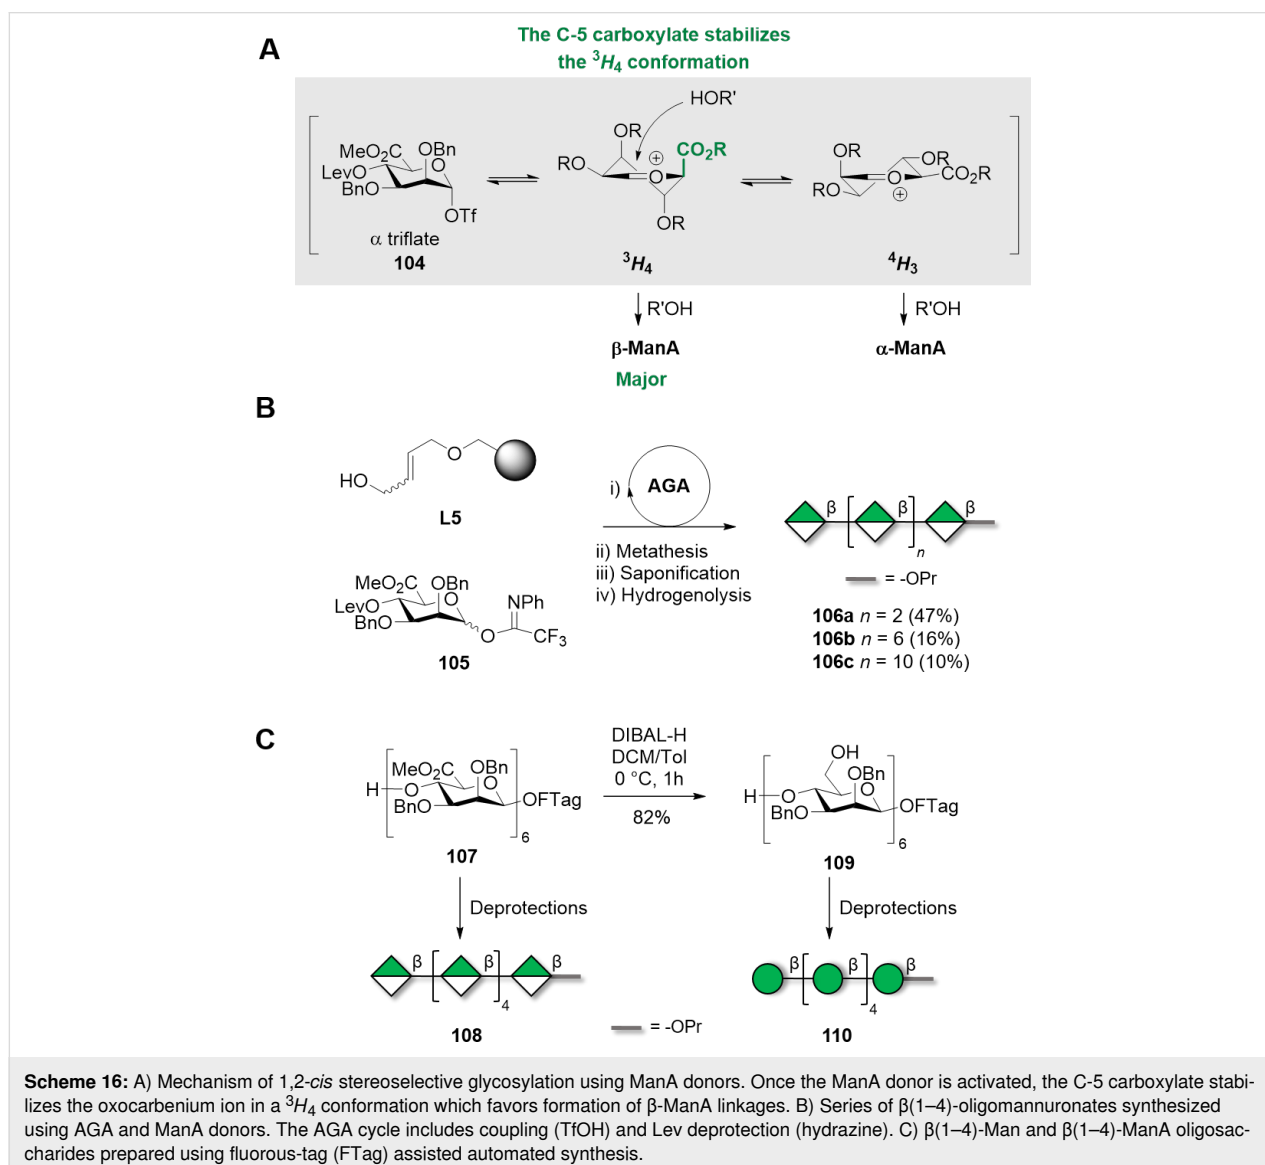 A
The C-5 carboxylate stabilizes
the ³H₄ conformation
HOR'
OR
CO₂R
RO
O
⊕
OR
MeO₂C
OBn
LevO
O
BnO
OTf
α triflate
104
³H₄
OR
OR
O
CO₂R
RO
⊕
⁴H₃
R'OH
R'OH
β-ManA
α-ManA
Major
B
HO
O
L5
i)
AGA
ii) Metathesis
iii) Saponification
iv) Hydrogenolysis
MeO₂C
OBn
LevO
O
BnO
NPh
O
CF₃
105
β
β
β
n
= -OPr
106a n = 2 (47%)
106b n = 6 (16%)
106c n = 10 (10%)
C
MeO₂C
OBn
H
O
O
BnO
OFTag
6
107
DIBAL-H
DCM/Tol
0 °C, 1h
82%
OH
OBn
H
O
O
BnO
OFTag
6
109
Deprotections
Deprotections
β
β
β
4
108
= -OPr
β
β
β
4
110
Scheme 16: A) Mechanism of 1,2-cis stereoselective glycosylation using ManA donors. Once the ManA donor is activated, the C-5 carboxylate stabi-
lizes the oxocarbenium ion in a ³H₄ conformation which favors formation of β-ManA linkages. B) Series of β(1–4)-oligomannuronates synthesized
using AGA and ManA donors. The AGA cycle includes coupling (TfOH) and Lev deprotection (hydrazine). C) β(1–4)-Man and β(1–4)-ManA oligosac-
charides prepared using fluorous-tag (FTag) assisted automated synthesis.